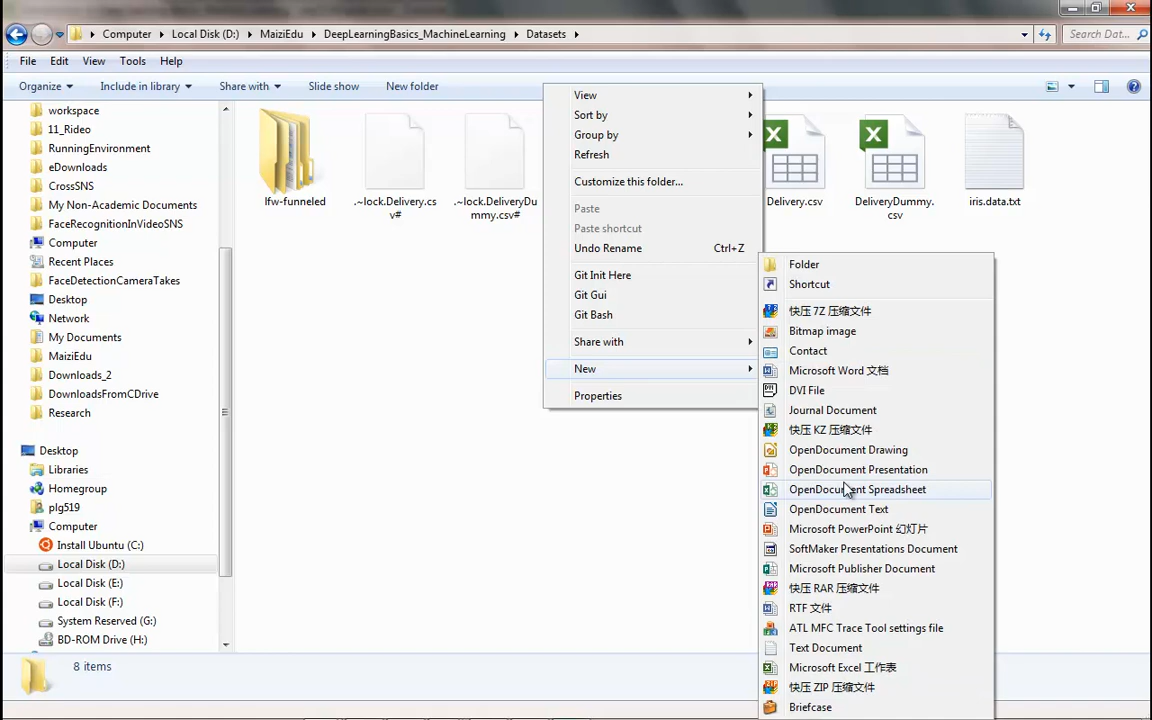 Computer
Local Disk (D:)
MaiziEdu
DeepLearningBasics_MachineLearning
Datasets
Search Dat...
File
Edit
View
Tools
Help
Organize
Include in library
Share with
Slide show
New folder
workspace
11_Rideo
RunningEnvironment
eDownloads
CrossSNS
My Non-Academic Documents
FaceRecognitionInVideoSNS
Computer
Recent Places
FaceDetectionCameraTakes
Desktop
Network
My Documents
MaiziEdu
Downloads_2
DownloadsFromCDrive
Research
Desktop
Libraries
Homegroup
plg519
Computer
Install Ubuntu (C:)
Local Disk (D:)
Local Disk (E:)
Local Disk (F:)
System Reserved (G:)
BD-ROM Drive (H:)
lfw-funneled
.~lock.Delivery.cs
v#
.~lock.DeliveryDu
mmy.csv#
Delivery.csv
DeliveryDummy.
csv
iris.data.txt
View
Sort by
Group by
Refresh
Customize this folder...
Paste
Paste shortcut
Undo Rename Ctrl+Z
Git Init Here
Git Gui
Git Bash
Share with
New
Properties
Folder
Shortcut
快压 7Z 压缩文件
Bitmap image
Contact
Microsoft Word 文档
DVI File
Journal Document
快压 KZ 压缩文件
OpenDocument Drawing
OpenDocument Presentation
OpenDocument Spreadsheet
OpenDocument Text
Microsoft PowerPoint 幻灯片
SoftMaker Presentations Document
Microsoft Publisher Document
快压 RAR 压缩文件
RTF 文件
ATL MFC Trace Tool settings file
Text Document
Microsoft Excel 工作表
快压 ZIP 压缩文件
Briefcase
8 items